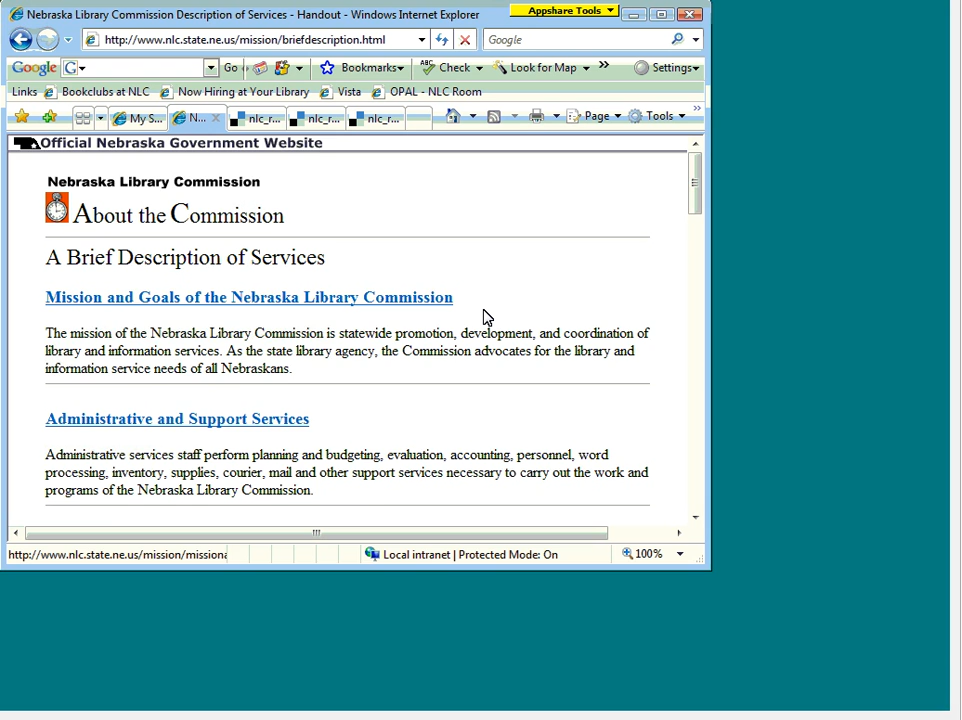 Nebraska Library Commission Description of Services - Handout - Windows Internet Explorer
Appshare Tools
http://www.nlc.state.ne.us/mission/briefdescription.html
Google
Google
G
Go
Bookmarks
ABC Check
Look for Map
»
Settings
Links Bookclubs at NLC Now Hiring at Your Library Vista OPAL - NLC Room
My S... N... nlc_r... nlc_r... nlc_r...
Page Tools »
Official Nebraska Government Website
Nebraska Library Commission
About the Commission
A Brief Description of Services
Mission and Goals of the Nebraska Library Commission
The mission of the Nebraska Library Commission is statewide promotion, development, and coordination of
library and information services. As the state library agency, the Commission advocates for the library and
information service needs of all Nebraskans.
Administrative and Support Services
Administrative services staff perform planning and budgeting, evaluation, accounting, personnel, word
processing, inventory, supplies, courier, mail and other support services necessary to carry out the work and
programs of the Nebraska Library Commission.
http://www.nlc.state.ne.us/mission/missiona
Local intranet | Protected Mode: On
100%